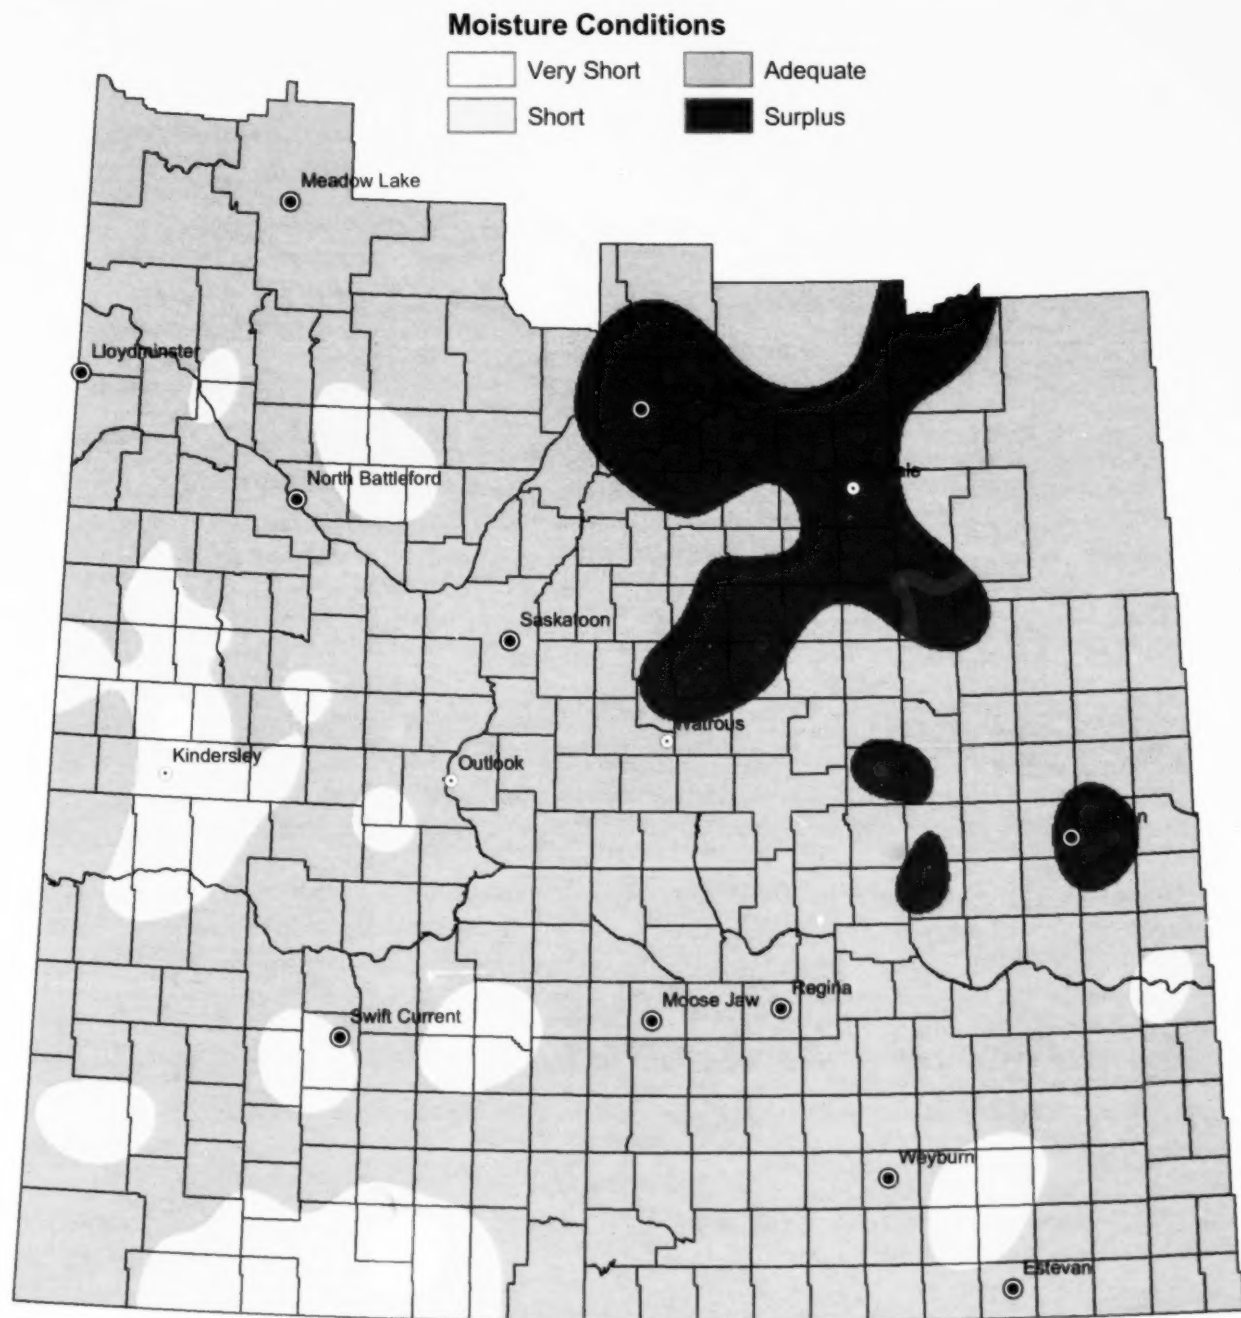 Moisture Conditions
Very Short
Adequate
Short
Surplus
Meadow Lake
Lloydminster
North Battleford
Saskatoon
Watrous
Kindersley
Outlook
Regina
Moose Jaw
Swift Current
Weyburn
Estevan